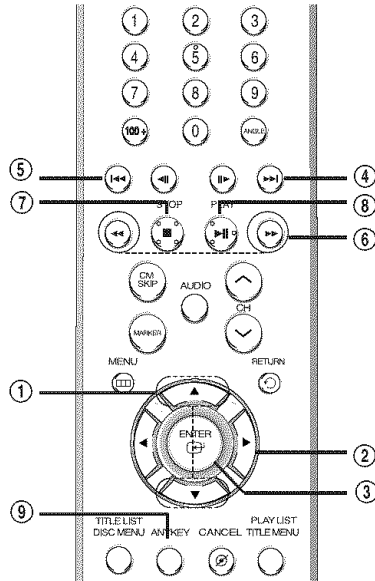 1 2 3
4 5 6
7 8 9
100+ 0 ANGLE
⑤ ④
STOP PLAY
⑦ ⑧
⑥
CM SKIP
AUDIO
CH
MARKER
MENU RETURN
①
ENTER
②
③
⑨
TITLE LIST PLAY LIST
DISC MENU ANYKEY CANCEL TITLE MENU